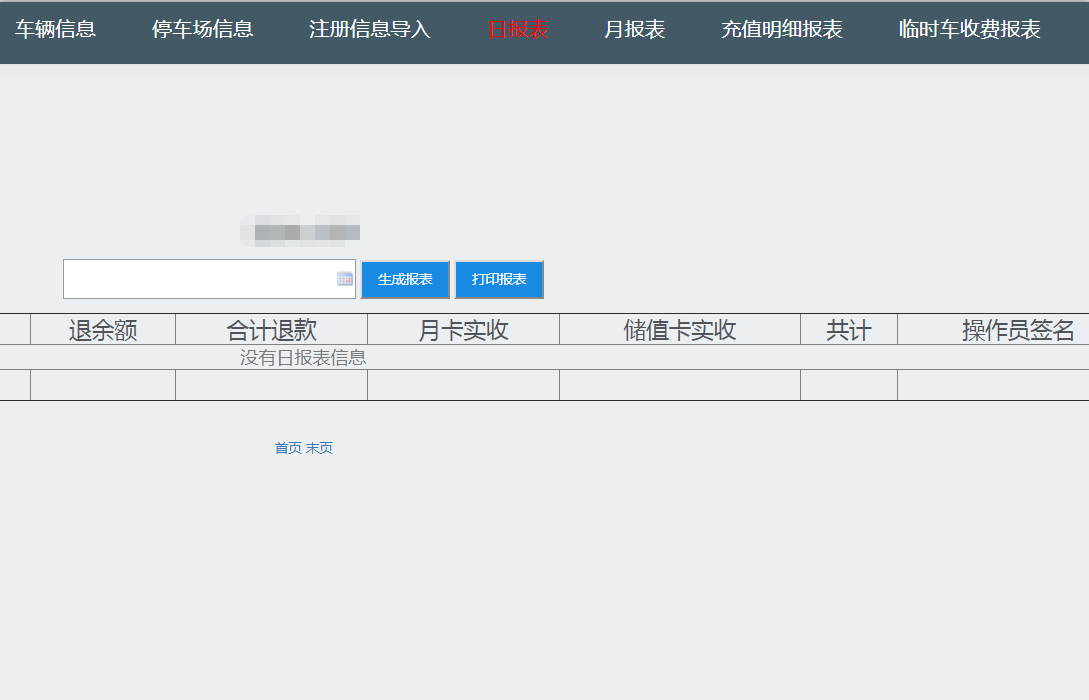 车辆信息 停车场信息 注册信息导入 日报表 月报表 充值明细报表 临时车收费报表
生成报表 打印报表
退余额 合计退款 月卡实收 储值卡实收 共计 操作员签名
没有日报表信息
首页 末页